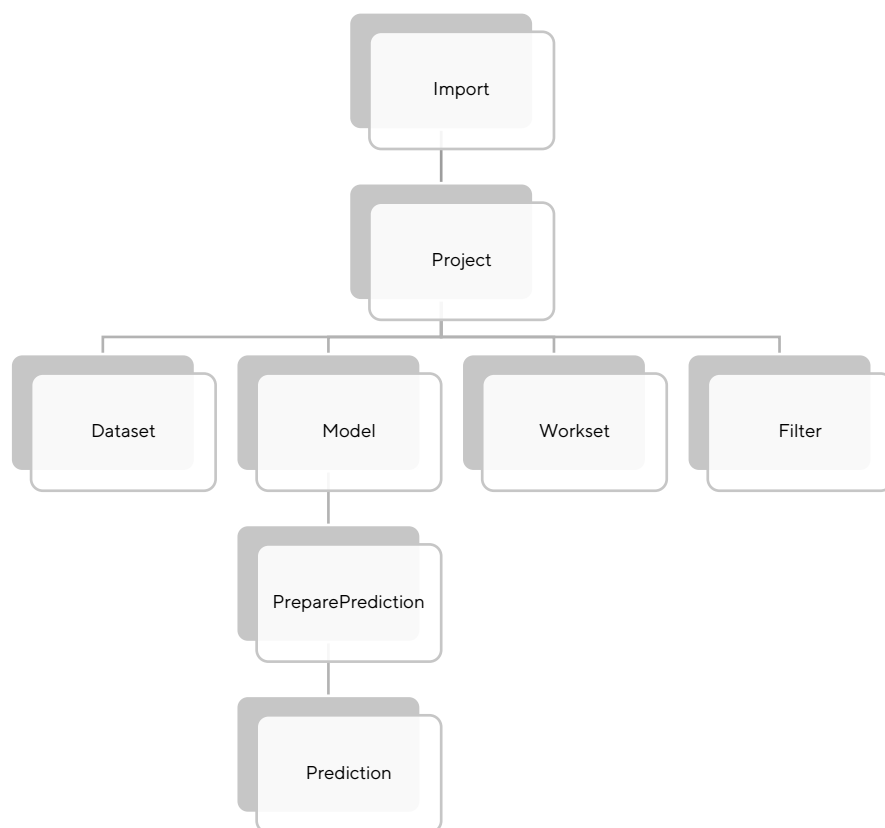 Import
Project
Dataset
Model
Workset
Filter
PreparePrediction
Prediction